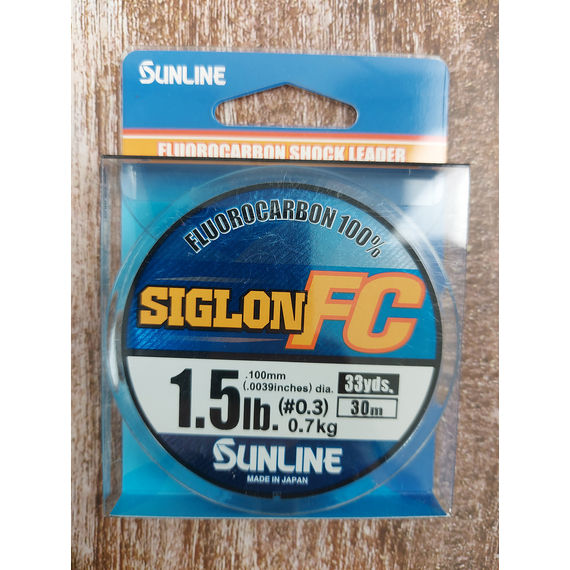 SUNLINE
FLUOROCARBON SHOCK LEADER
FLUOROCARBON 100%
SIGLON FC
.100mm
(.0039inches) dia.
33yds.
1.5lb. (#0.3)
0.7kg
30m
SUNLINE
MADE IN JAPAN